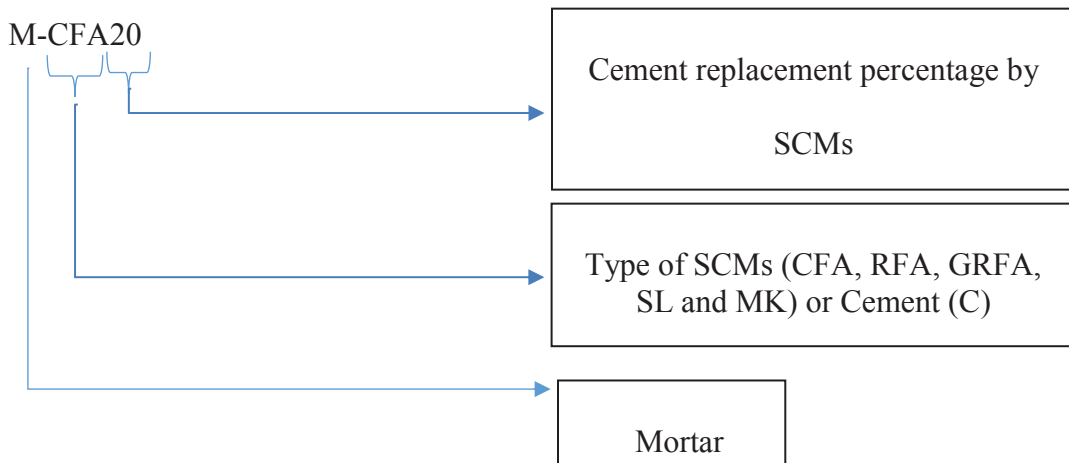 M-CFA20
Cement replacement percentage by
SCMs
Type of SCMs (CFA, RFA, GRFA,
SL and MK) or Cement (C)
Mortar